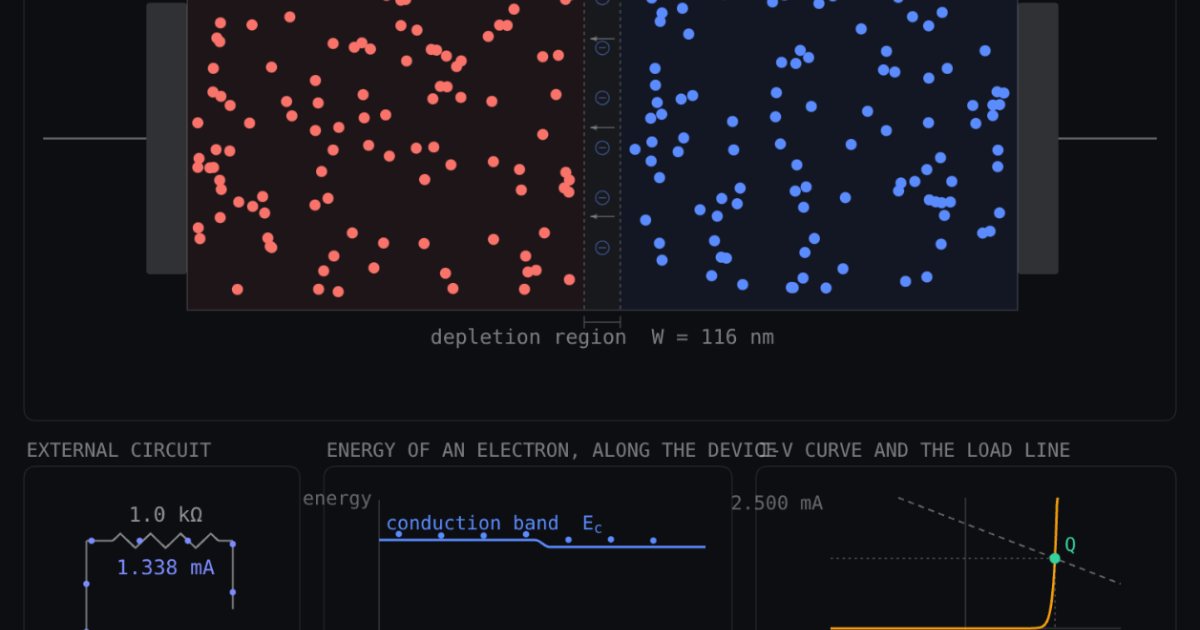 depletion region W = 116 nm
EXTERNAL CIRCUIT
ENERGY OF AN ELECTRON, ALONG THE DEVICE
I-V CURVE AND THE LOAD LINE
1.0 kΩ
1.338 mA
energy
conduction band Ec
2.500 mA
Q